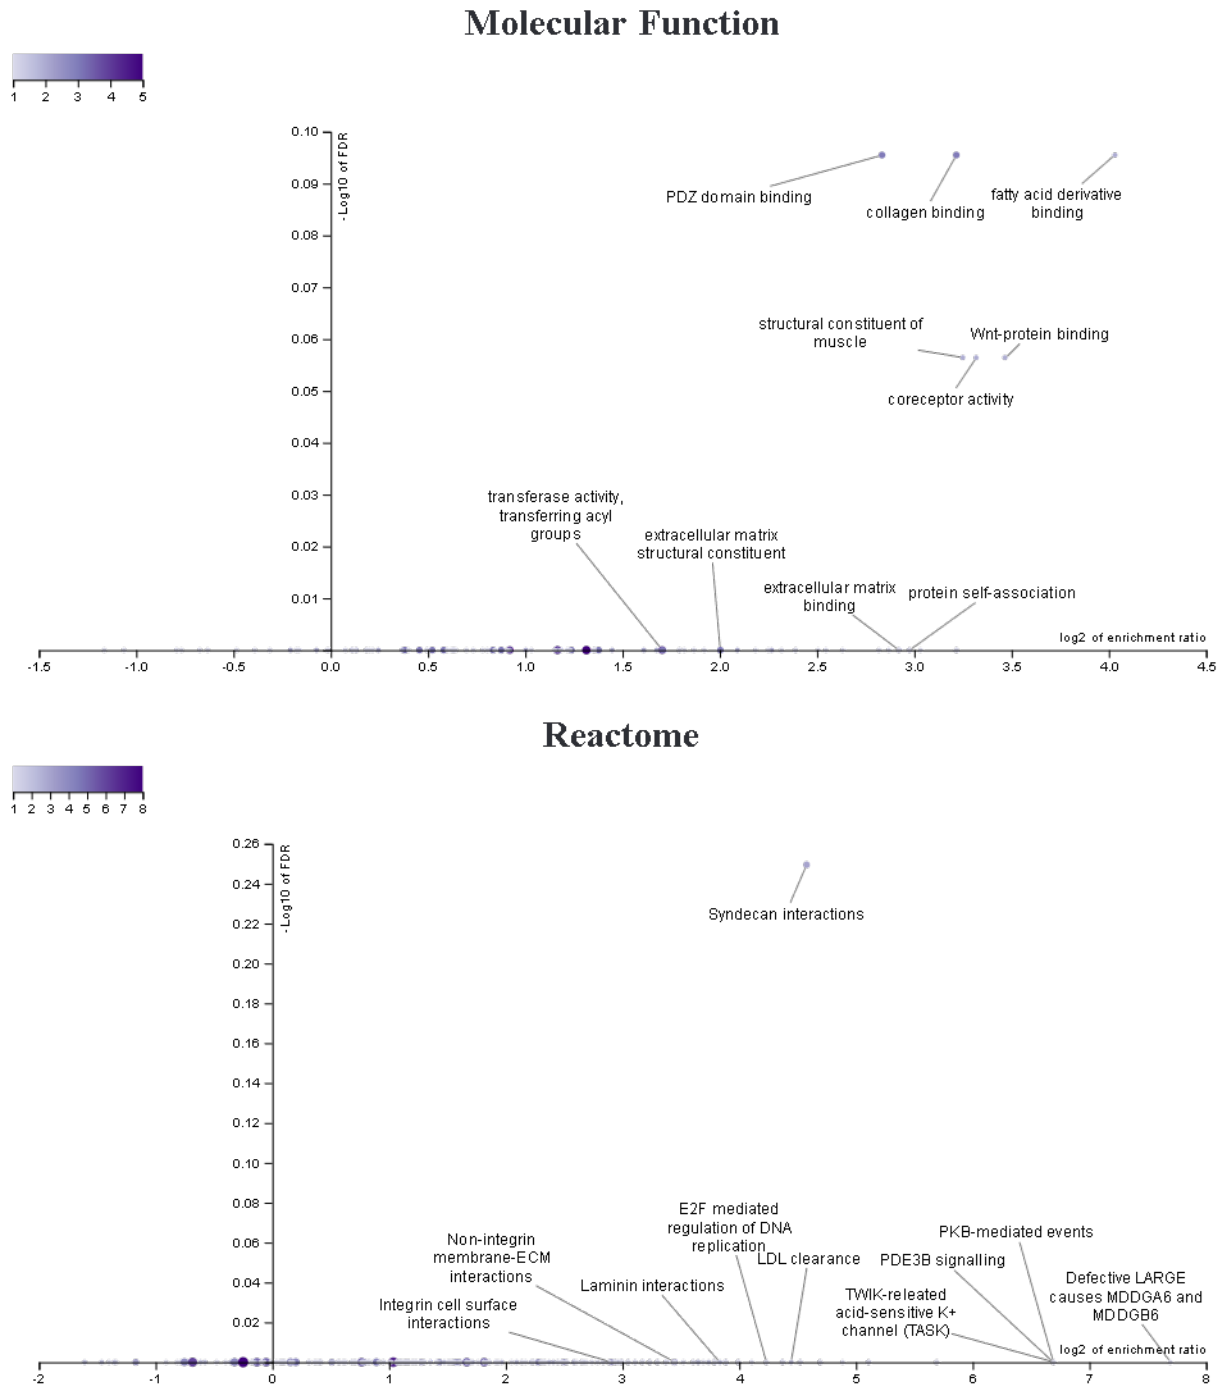 Molecular Function
1 2 3 4 5
0.10
-Log10 of FDR
0.09
PDZ domain binding
collagen binding
fatty acid derivative
binding
0.08
0.07
0.06
structural constituent of
muscle
Wnt-protein binding
0.05
coreceptor activity
0.04
0.03
transferase activity,
transferring acyl
groups
0.02
extracellular matrix
structural constituent
0.01
extracellular matrix
binding
protein self-association
log2 of enrichment ratio
-1.5 -1.0 -0.5 0.0 0.5 1.0 1.5 2.0 2.5 3.0 3.5 4.0 4.5
Reactome
1 2 3 4 5 6 7 8
0.26
-Log10 of FDR
0.24
Syndecan interactions
0.22
0.20
0.18
0.16
0.14
0.12
0.10
0.08
E2F mediated
regulation of DNA
replication
0.06
Non-integrin
membrane-ECM
interactions
LDL clearance
PKB-mediated events
PDE3B signalling
0.04
Laminin interactions
Defective LARGE
causes MDDGA6 and
MDDGB6
TWIK-releated
acid-sensitive K+
channel (TASK)
0.02
Integrin cell surface
interactions
log2 of enrichment ratio
-2 -1 0 1 2 3 4 5 6 7 8